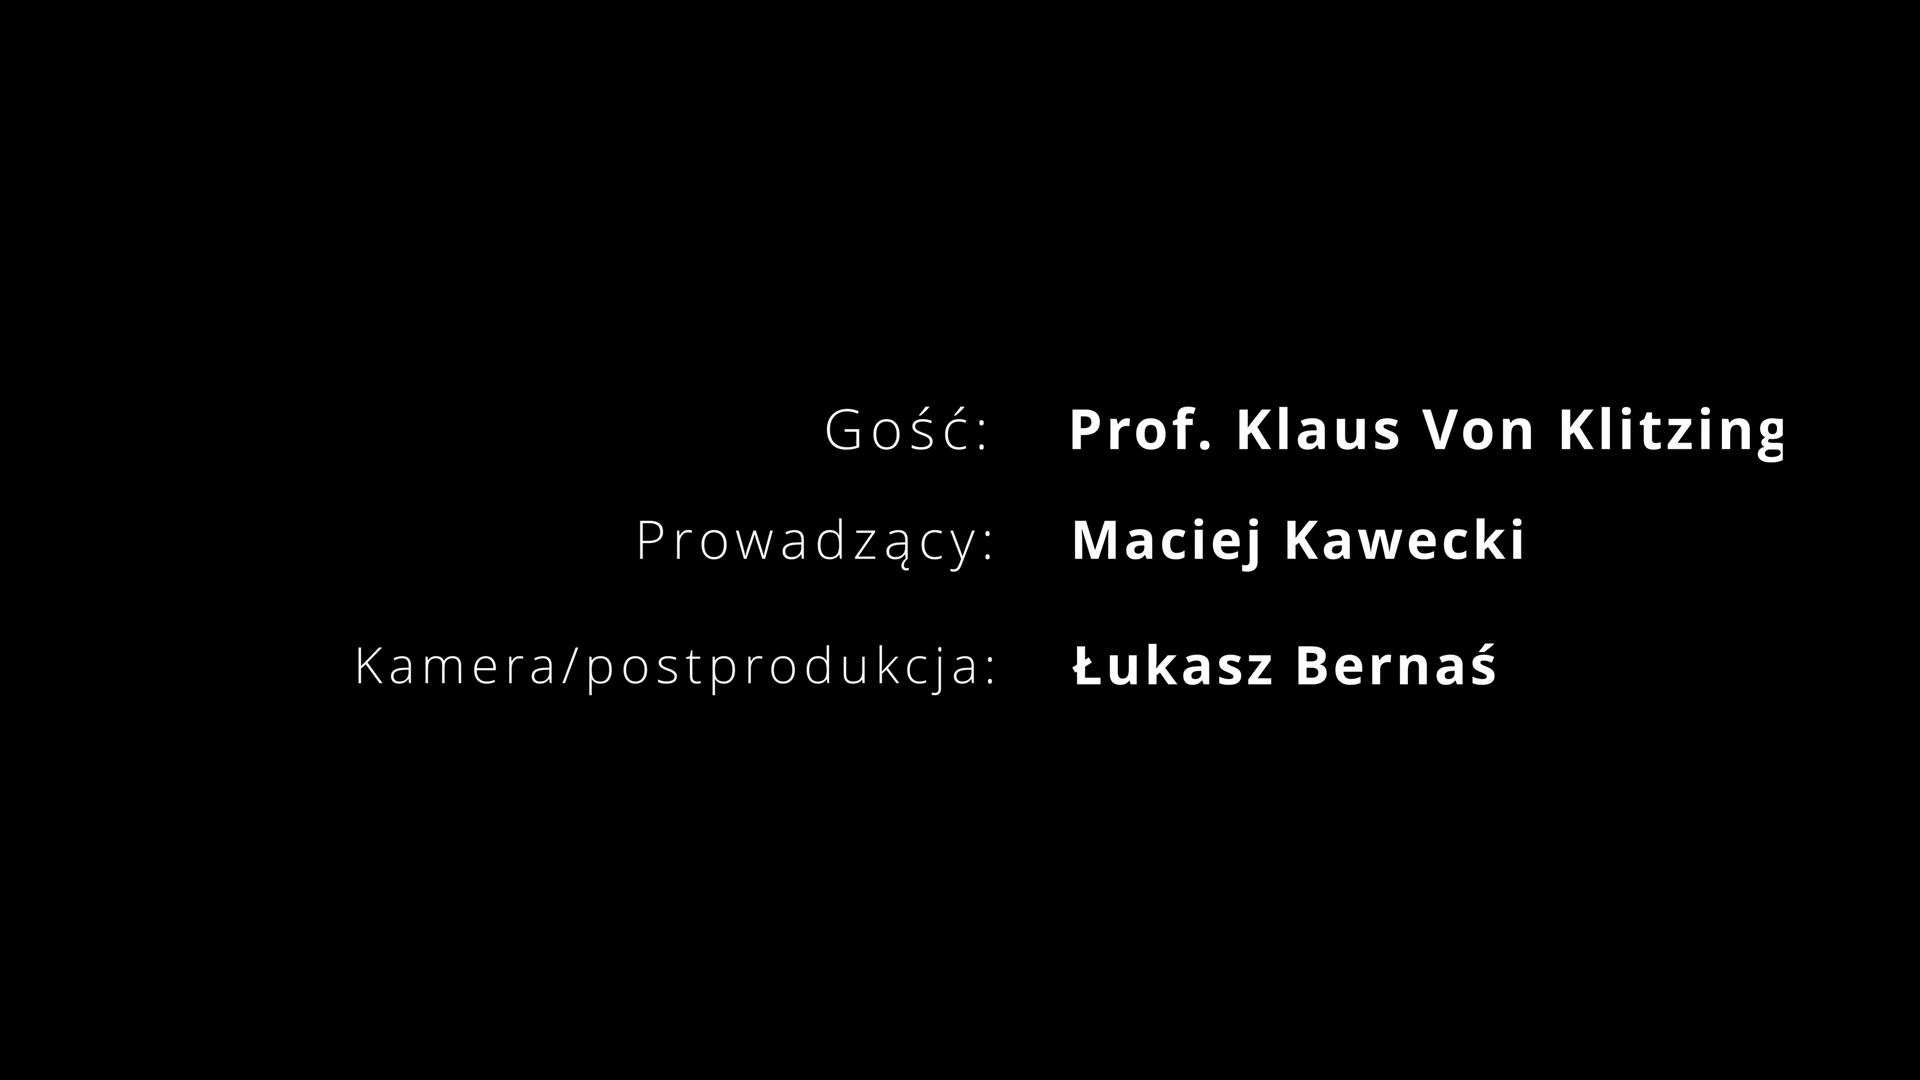 Gość: Prof. Klaus Von Klitzing
Prowadzący: Maciej Kawecki
Kamera/postprodukcja: Łukasz Bernaś